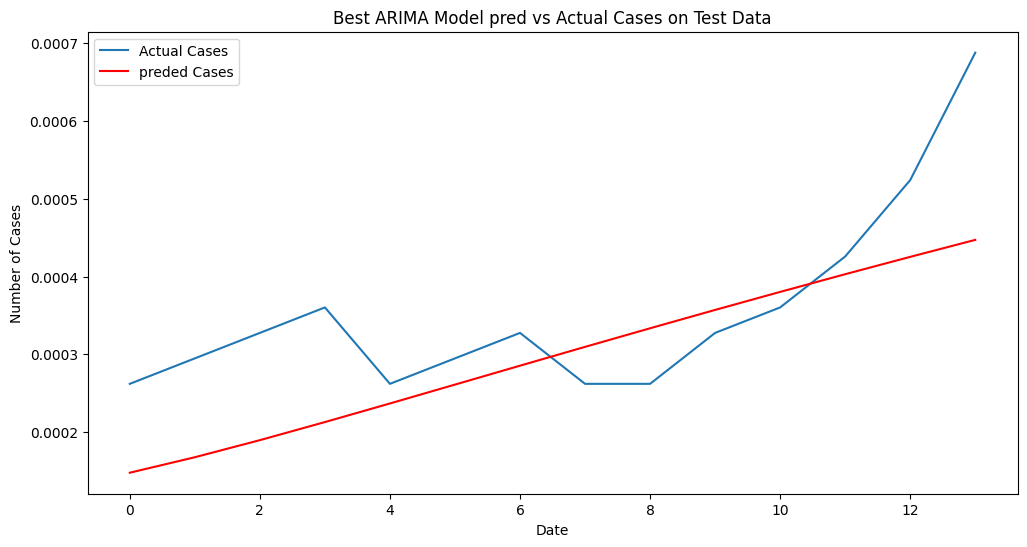 Best ARIMA Model pred vs Actual Cases on Test Data
Actual Cases
preded Cases
Number of Cases
0.0007
0.0006
0.0005
0.0004
0.0003
0.0002
0 2 4 6 8 10 12
Date